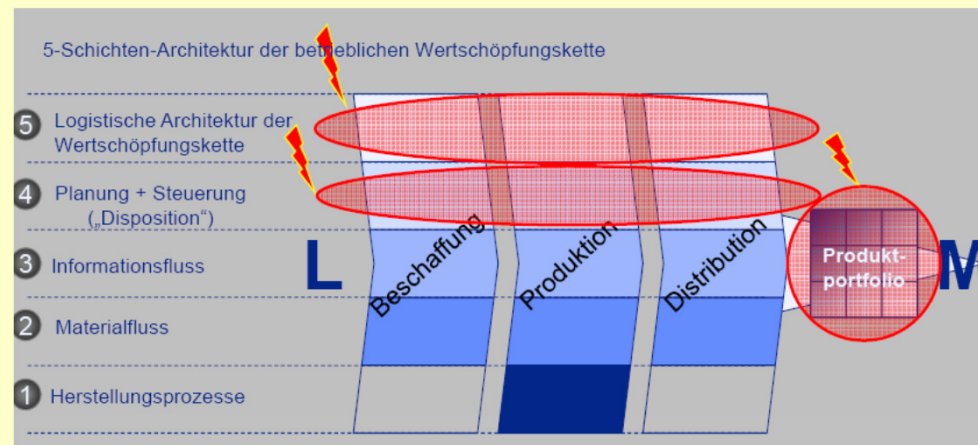 5-Schichten-Architektur der betrieblichen Wertschöpfungskette
5 Logistische Architektur der
Wertschöpfungskette
4 Planung + Steuerung
(„Disposition“)
3 Informationsfluss
2 Materialfluss
1 Herstellungsprozesse
L
Beschaffung
Produktion
Distribution
Produkt-
portfolio
M